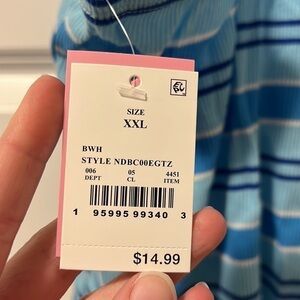 SIZE
XXL
BWH
STYLE NDBC00EGTZ
006 05 4451
DEPT CL ITEM
1 95995 99340 3
$14.99